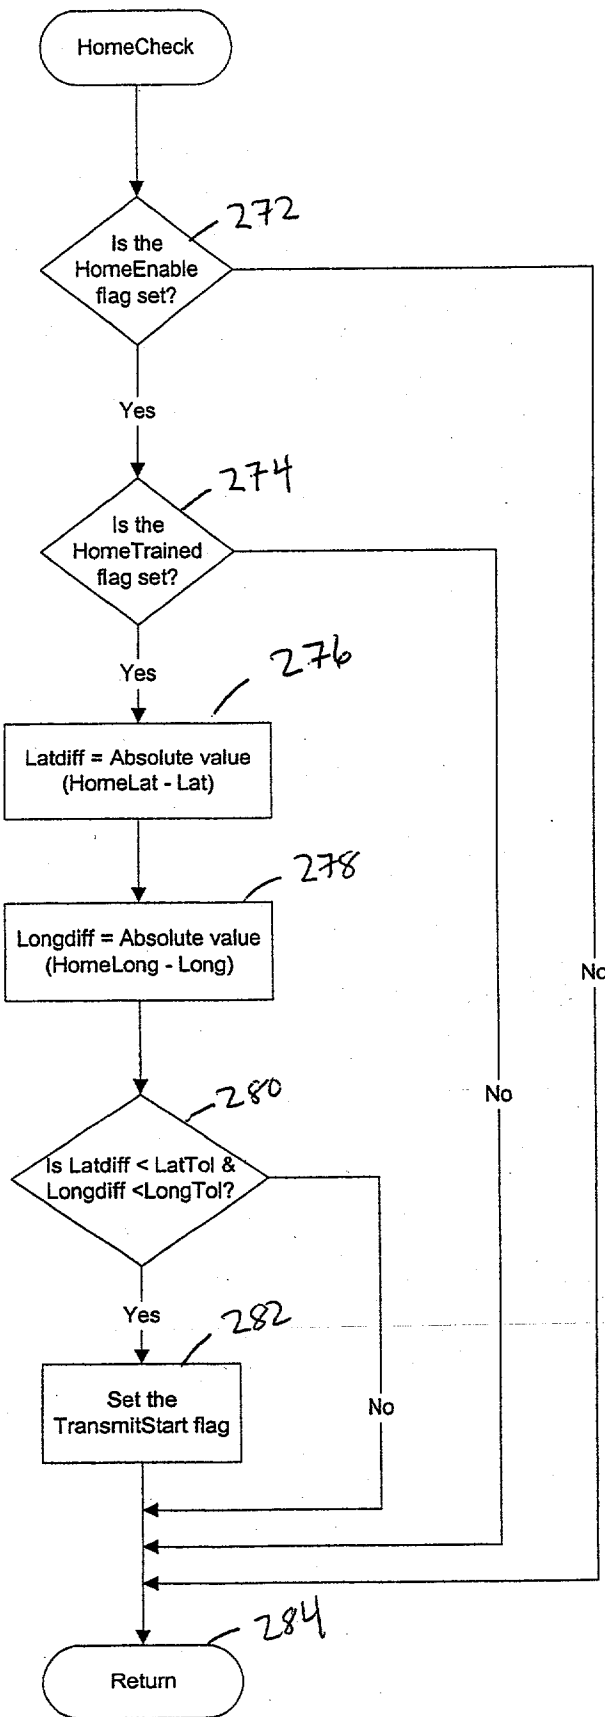 HomeCheck
272
Is the
HomeEnable
flag set?
Yes
274
Is the
HomeTrained
flag set?
Yes
276
Latdiff = Absolute value
(HomeLat - Lat)
278
Longdiff = Absolute value
(HomeLong - Long)
No
No
280
Is Latdiff < LatTol &
Longdiff <LongTol?
Yes
282
Set the
TransmitStart flag
No
284
Return